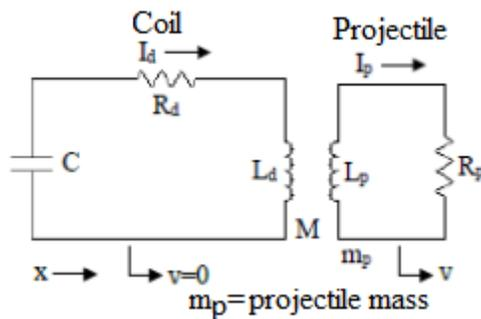 Coil
Projectile
I_d
I_p
R_d
C
L_d
L_p
R_p
M
m_p
x
v=0
v
m_p= projectile mass